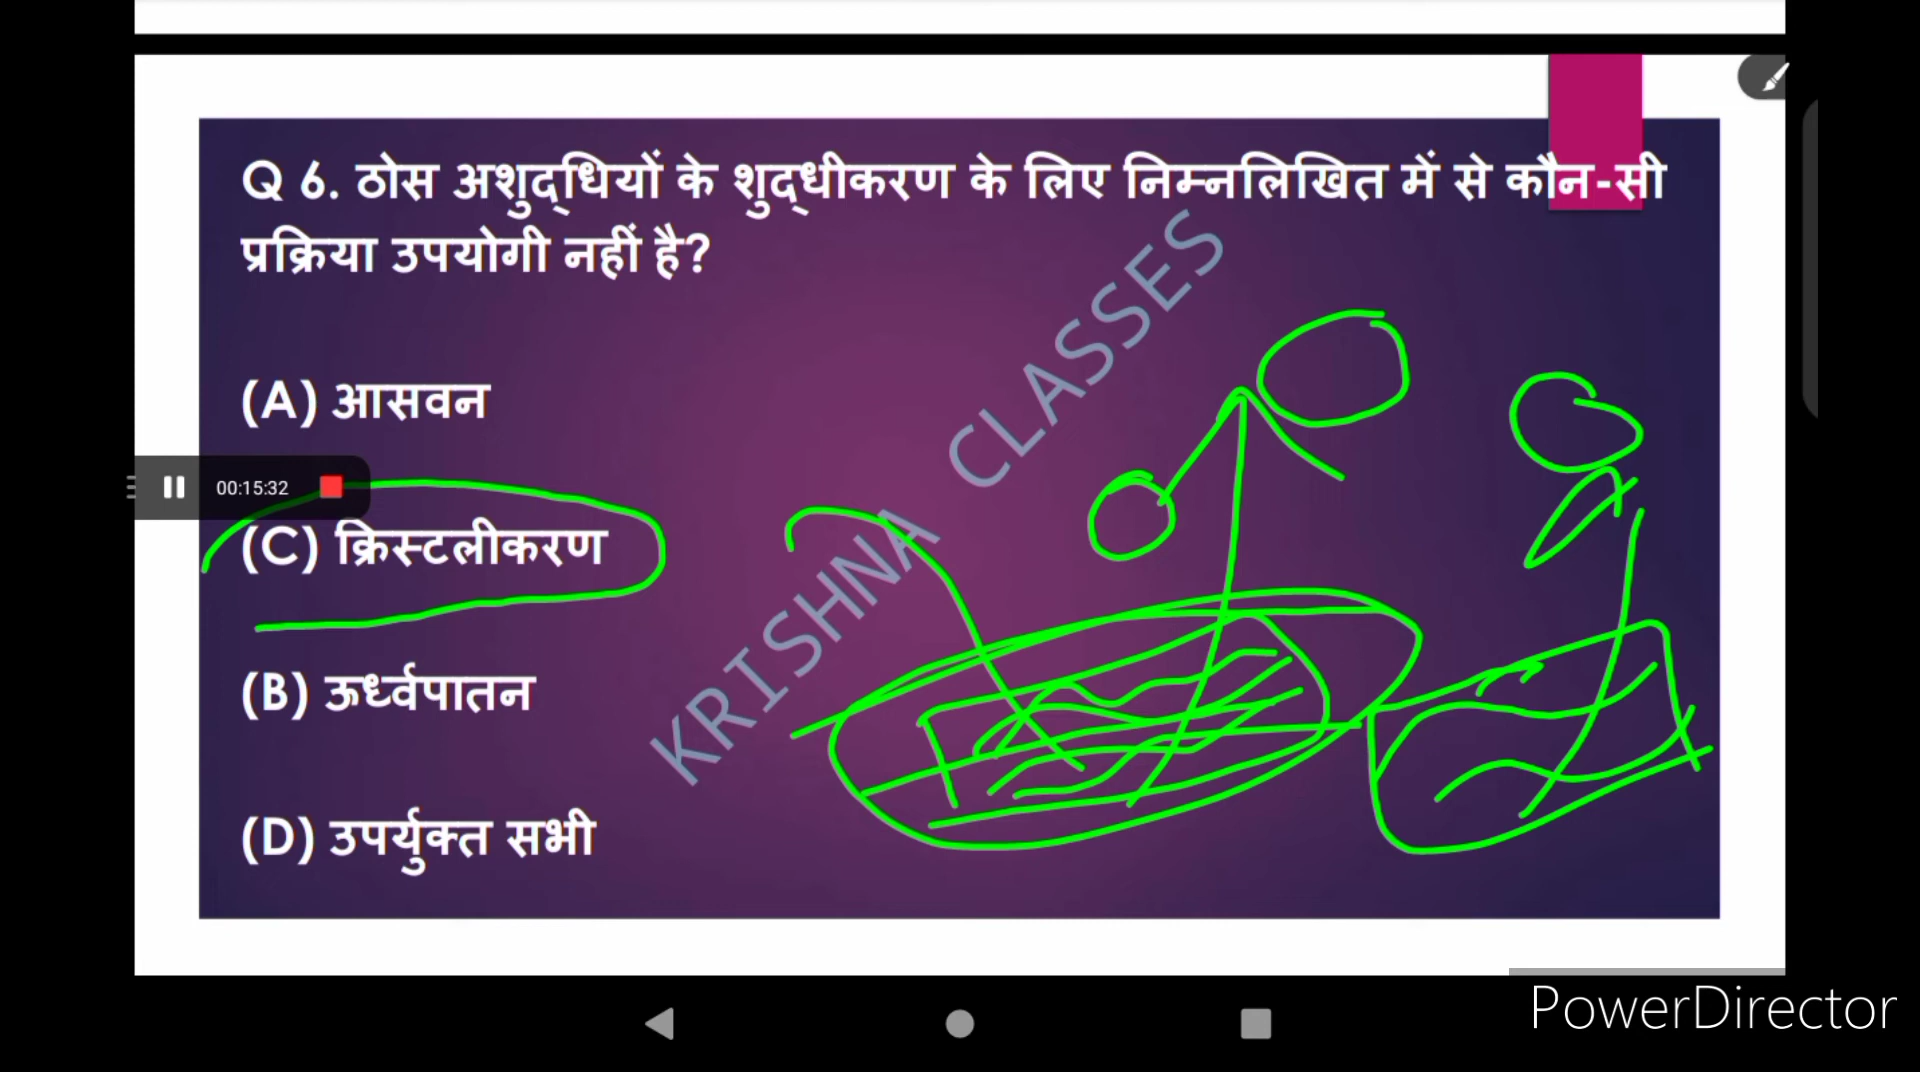 Q 6. ठोस अशुद्धियों के शुद्धीकरण के लिए निम्नलिखित में से कौन-सी
प्रक्रिया उपयोगी नहीं है?
(A) आसवन
00:15:32
(C) क्रिस्टलीकरण
(B) ऊर्ध्वपातन
(D) उपर्युक्त सभी
KRISHNA CLASSES
PowerDirector